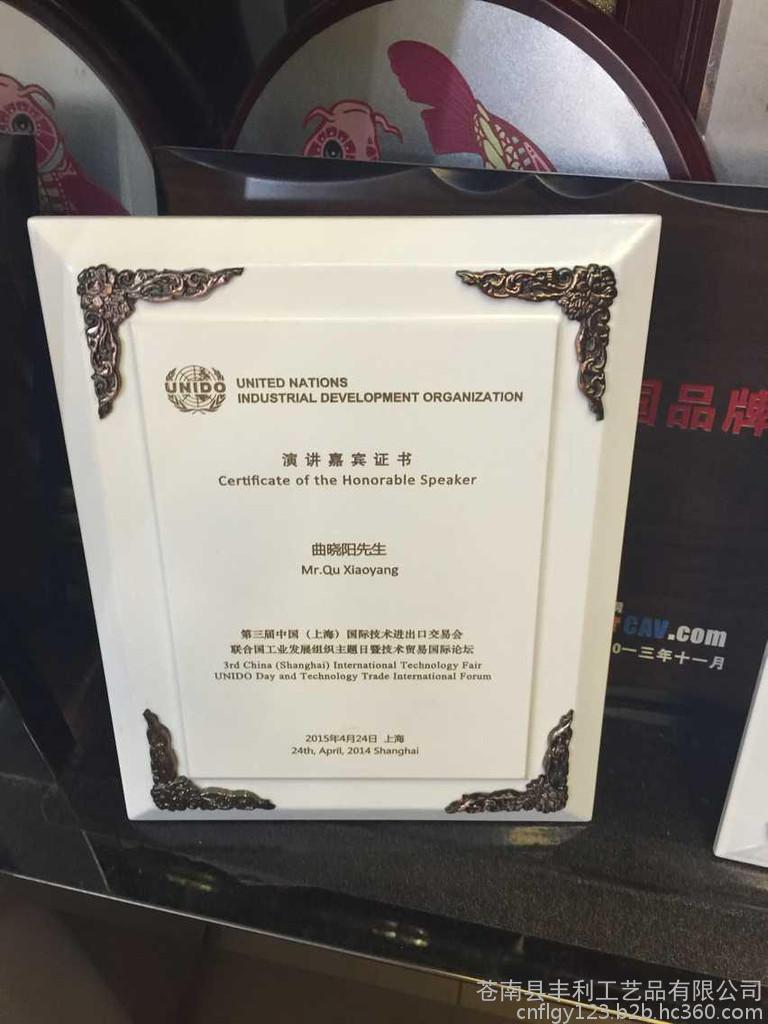 UNIDO
UNITED NATIONS
INDUSTRIAL DEVELOPMENT ORGANIZATION
演讲嘉宾证书
Certificate of the Honorable Speaker
曲晓阳先生
Mr.Qu Xiaoyang
第三届中国（上海）国际技术进出口交易会
联合国工业发展组织主题日暨技术贸易国际论坛
3rd China (Shanghai) International Technology Fair
UNIDO Day and Technology Trade International Forum
2015年4月24日 上海
24th, April, 2014 Shanghai
国品牌
CAV.com
一三年十一月
苍南县丰利工艺品有限公司
cnflgy123.b2b.hc360.com